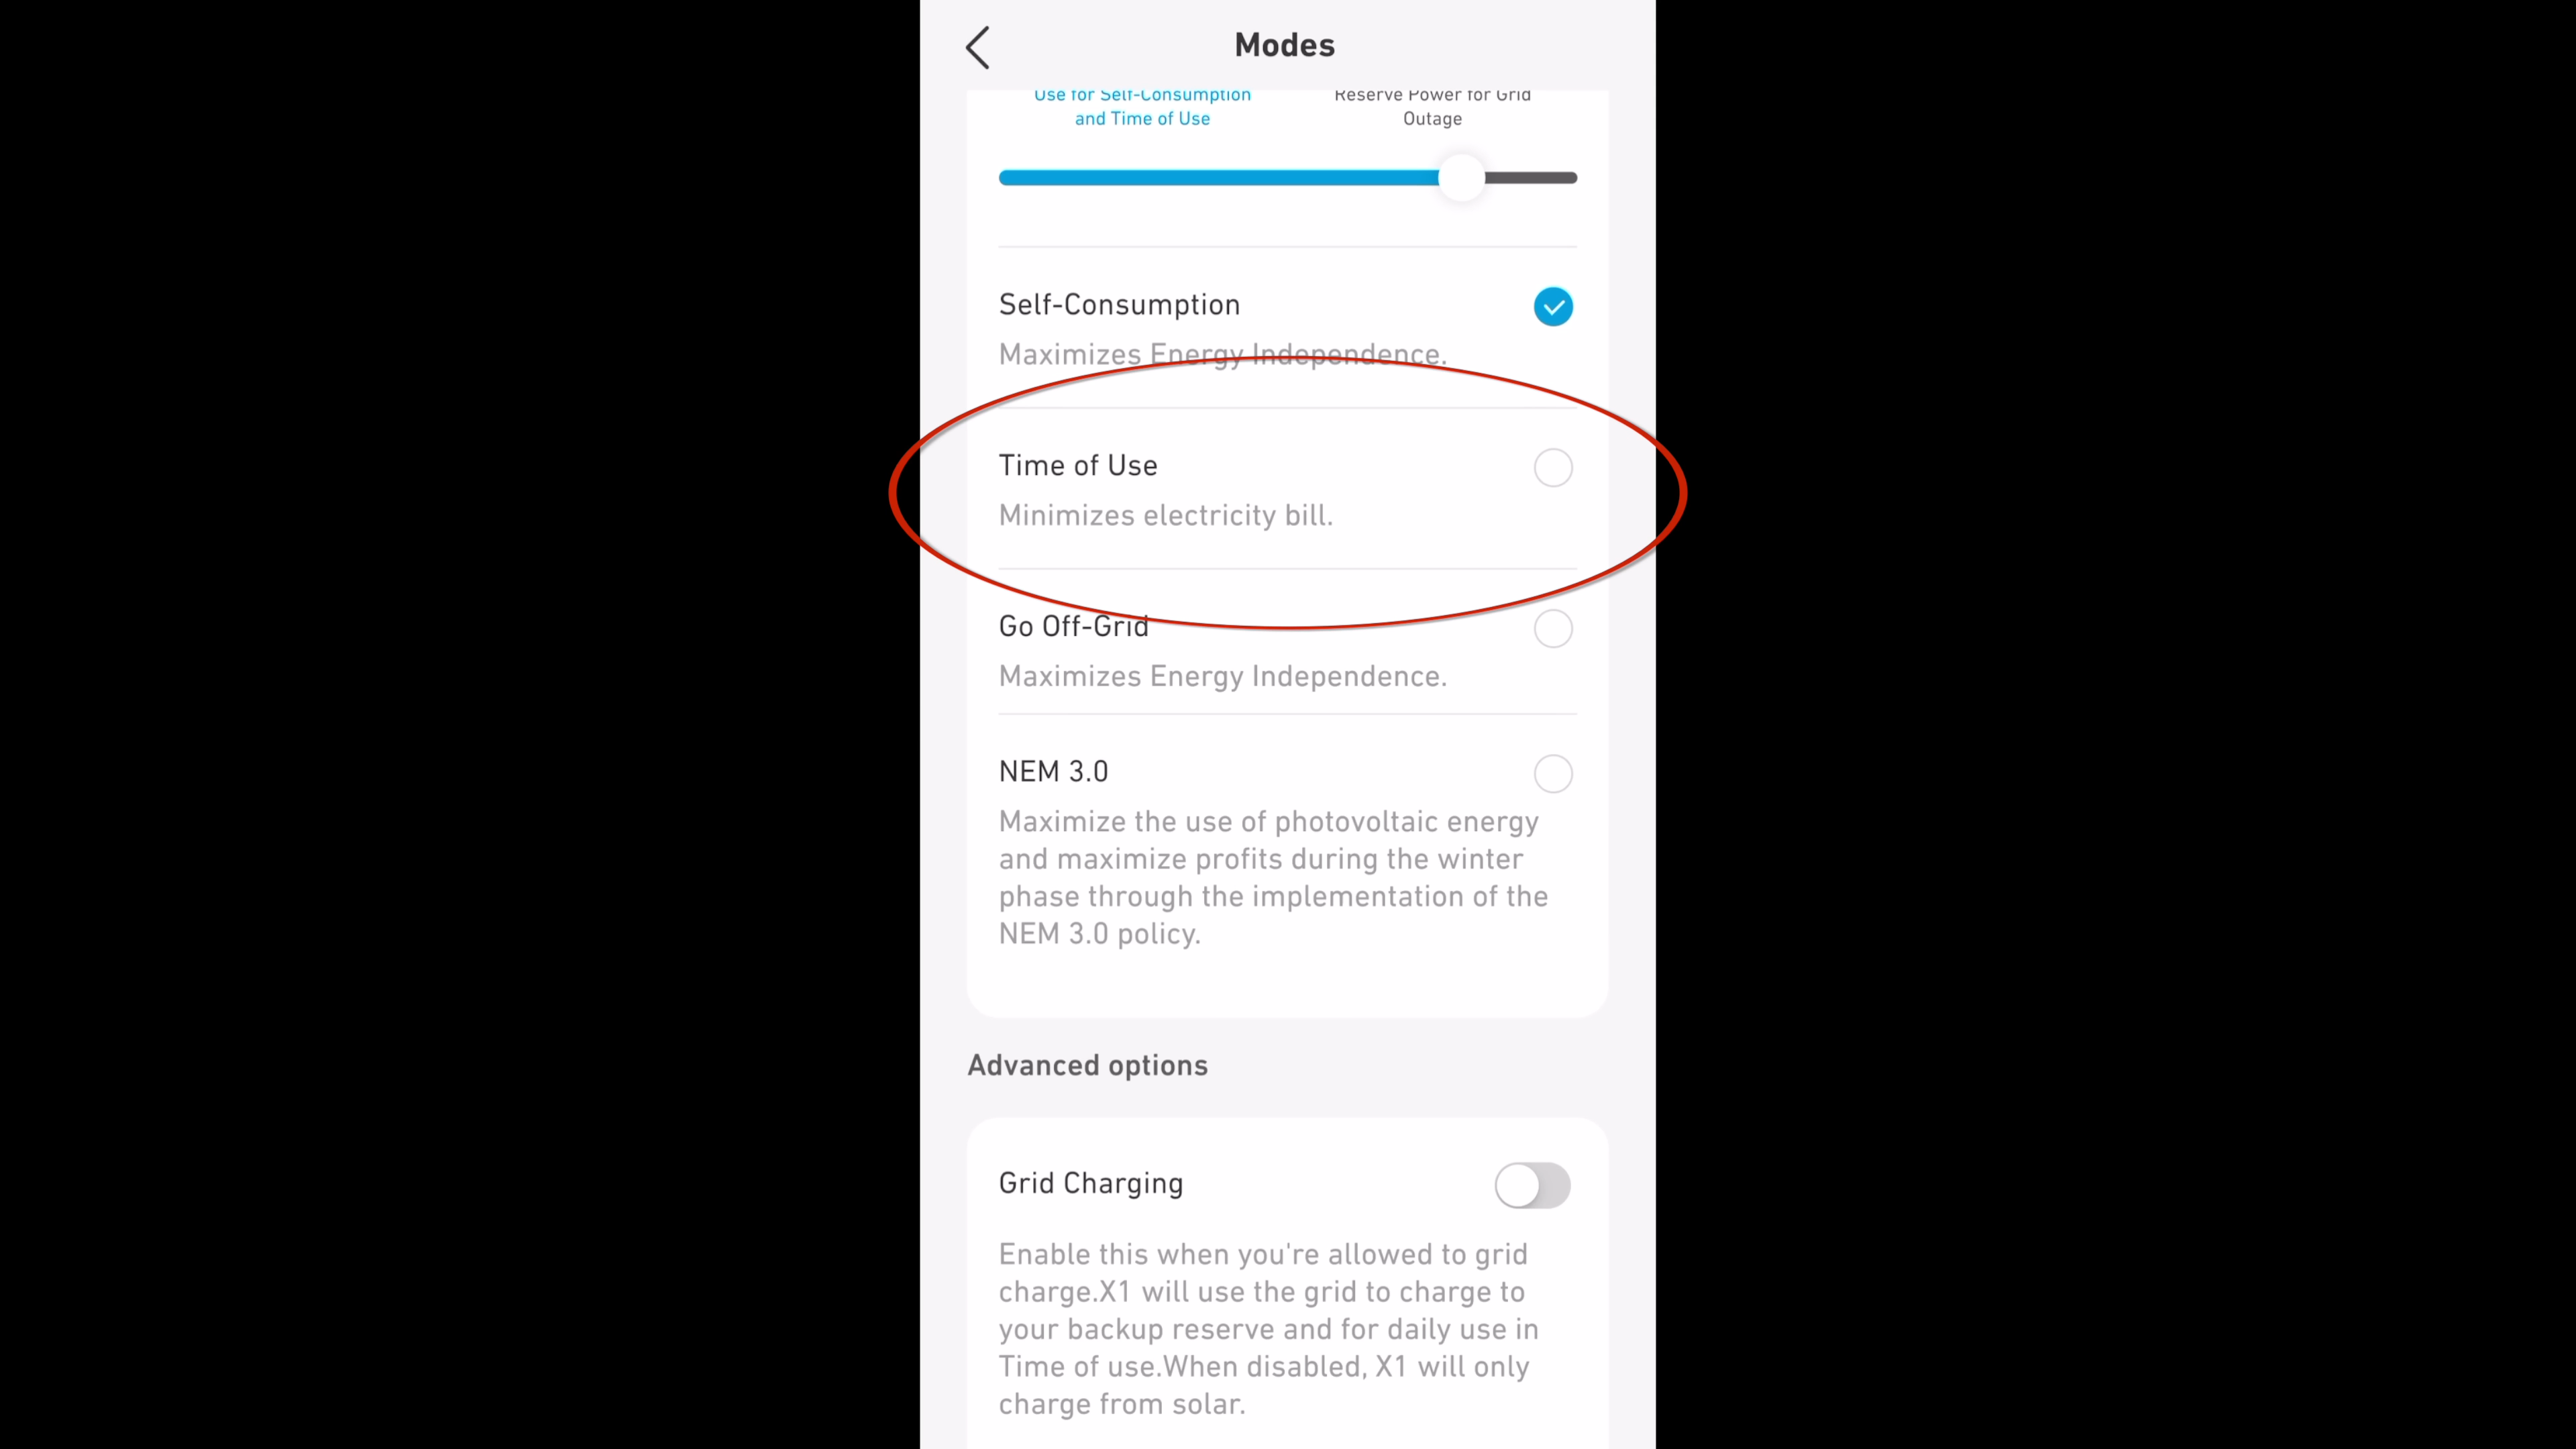 Modes
Use for Self-Consumption
and Time of Use
Reserve Power for Grid
Outage
Self-Consumption
Maximizes Energy Independence.
Time of Use
Minimizes electricity bill.
Go Off-Grid
Maximizes Energy Independence.
NEM 3.0
Maximize the use of photovoltaic energy
and maximize profits during the winter
phase through the implementation of the
NEM 3.0 policy.
Advanced options
Grid Charging
Enable this when you're allowed to grid
charge.X1 will use the grid to charge to
your backup reserve and for daily use in
Time of use.When disabled, X1 will only
charge from solar.